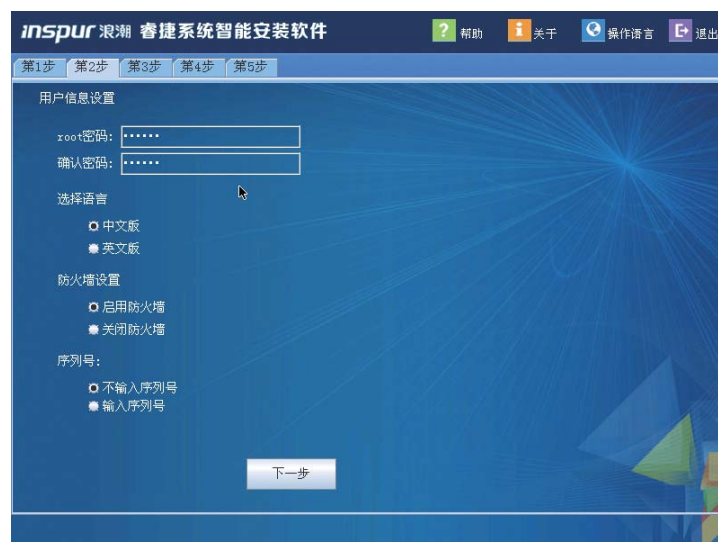 inspur 浪潮 睿捷系统智能安装软件 ? 帮助 i 关于 操作语言 退出
第1步 第2步 第3步 第4步 第5步
用户信息设置
root密码: ••••••
确认密码: ••••••
选择语言
中文版
英文版
防火墙设置
启用防火墙
关闭防火墙
序列号:
不输入序列号
输入序列号
下一步